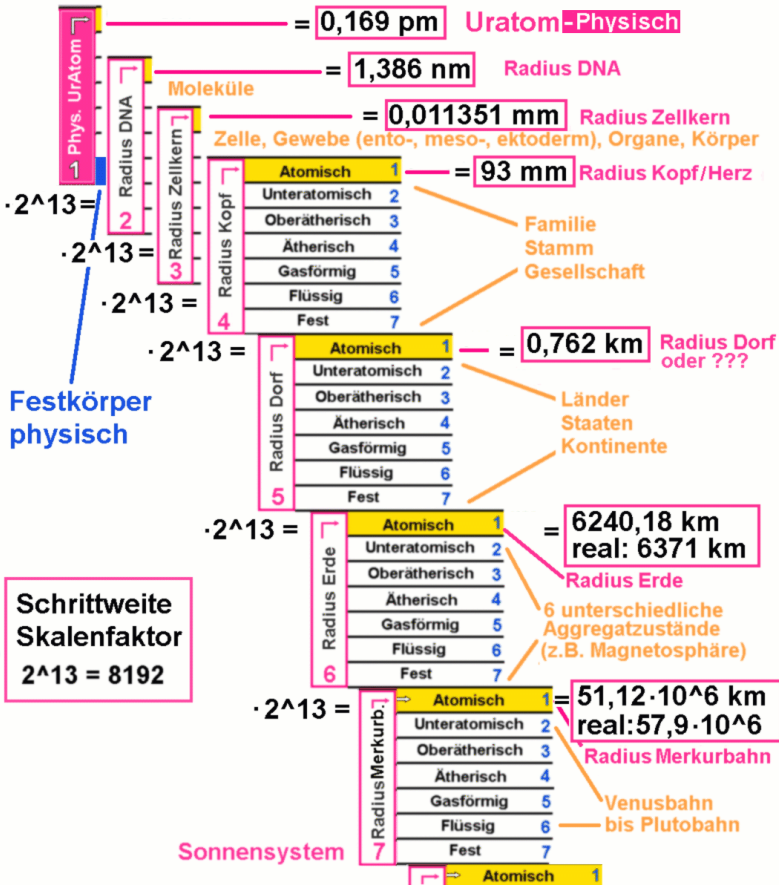 = 0,169 pm Uratom-Physisch
Phys. UrAtom 1
= 1,386 nm Radius DNA
Moleküle
Radius DNA 2
= 0,011351 mm Radius Zellkern
Zelle, Gewebe (ento-, meso-, ektoderm), Organe, Körper
Radius Zellkern 3
Atomisch 1 = 93 mm Radius Kopf/Herz
Unteratomisch 2
Oberätherisch 3
Ätherisch 4
Gasförmig 5
Flüssig 6
Fest 7
Radius Kopf 4
·2^13 =
·2^13 =
·2^13 =
Familie
Stamm
Gesellschaft
·2^13 =
Atomisch 1 = 0,762 km Radius Dorf
oder ???
Unteratomisch 2
Oberätherisch 3
Ätherisch 4
Gasförmig 5
Flüssig 6
Fest 7
Radius Dorf 5
Länder
Staaten
Kontinente
Festkörper
physisch
·2^13 =
Atomisch 1 = 6240,18 km
real: 6371 km
Radius Erde
Unteratomisch 2
Oberätherisch 3
Ätherisch 4
Gasförmig 5
Flüssig 6
Fest 7
Radius Erde 6
6 unterschiedliche
Aggregatzustände
(z.B. Magnetosphäre)
Schrittweite
Skalenfaktor
2^13 = 8192
·2^13 =
Atomisch 1 = 51,12·10^6 km
real:57,9·10^6
Radius Merkurbahn
Unteratomisch 2
Oberätherisch 3
Ätherisch 4
Gasförmig 5
Flüssig 6
Fest 7
Radius Merkurb. 7
Venusbahn
bis Plutobahn
Sonnensystem
Atomisch 1